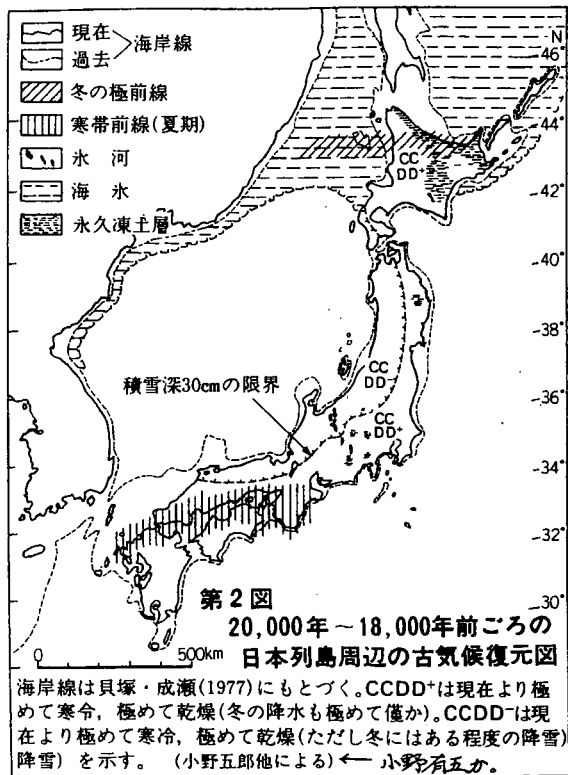 現在
過去
海岸線
冬の極前線
寒帯前線(夏期)
氷河
海氷
永久凍土層
N
46°
44°
42°
40°
38°
36°
34°
32°
30°
CC
DD⁺
CC
DD⁻
CC
DD⁺
積雪深30cmの限界
第2図
20,000年~18,000年前ごろの
日本列島周辺の古気候復元図
0 500km
海岸線は貝塚・成瀬(1977)にもとづく。CCDD⁺は現在より極
めて寒令,極めて乾燥(冬の降水も極めて僅か)。CCDD⁻は現
在より極めて寒冷,極めて乾燥(ただし冬にはある程度の降雪)
降雪)を示す。(小野五郎他による)← 小野有五か。